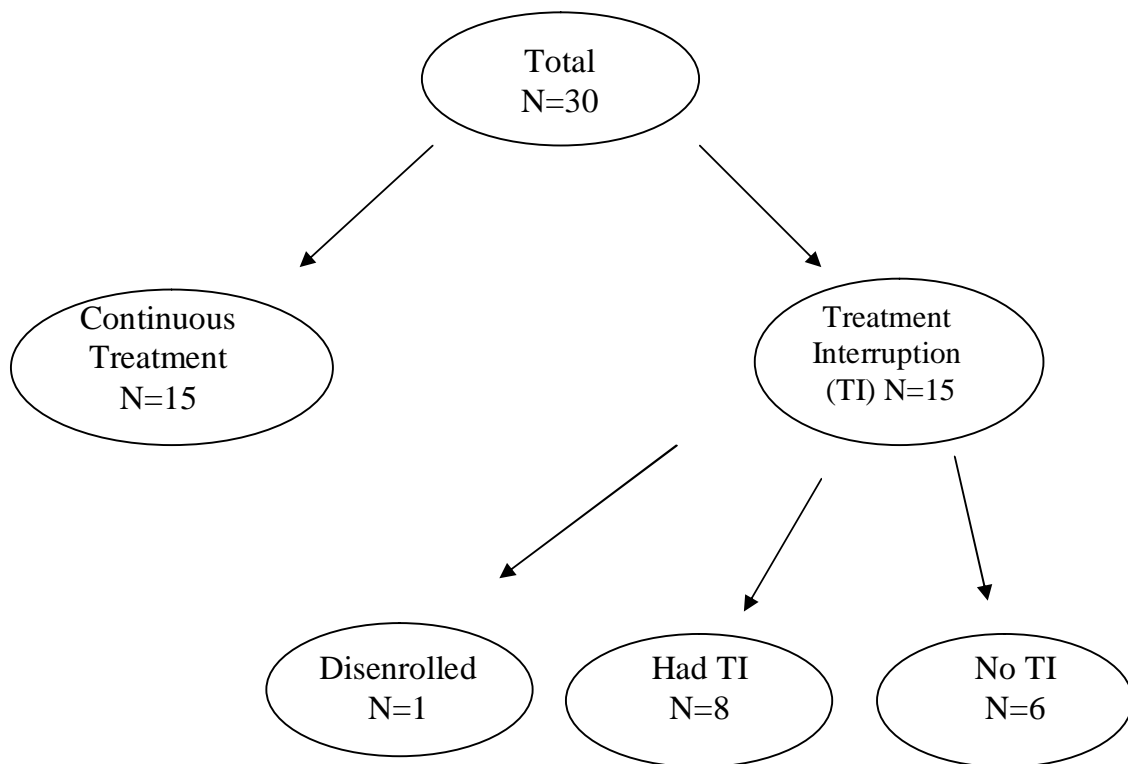 Total
N=30
Continuous
Treatment
N=15
Treatment
Interruption
(TI) N=15
Disenrolled
N=1
Had TI
N=8
No TI
N=6